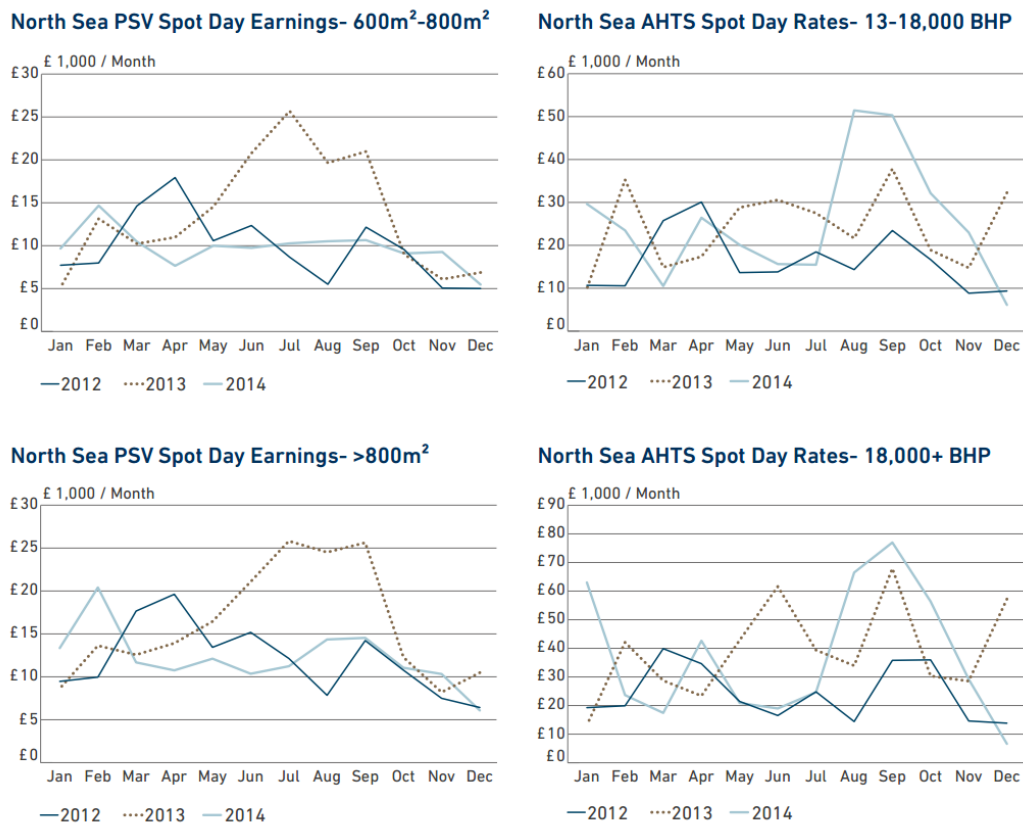 North Sea PSV Spot Day Earnings- 600m²-800m²
£ 1,000 / Month
£30
£25
£20
£15
£10
£5
£0
Jan Feb Mar Apr May Jun Jul Aug Sep Oct Nov Dec
2012 2013 2014
North Sea AHTS Spot Day Rates- 13-18,000 BHP
£ 1,000 / Month
£60
£50
£40
£30
£20
£10
£0
Jan Feb Mar Apr May Jun Jul Aug Sep Oct Nov Dec
2012 2013 2014
North Sea PSV Spot Day Earnings- >800m²
£ 1,000 / Month
£30
£25
£20
£15
£10
£5
£0
Jan Feb Mar Apr May Jun Jul Aug Sep Oct Nov Dec
2012 2013 2014
North Sea AHTS Spot Day Rates- 18,000+ BHP
£ 1,000 / Month
£90
£80
£70
£60
£50
£40
£30
£20
£10
£0
Jan Feb Mar Apr May Jun Jul Aug Sep Oct Nov Dec
2012 2013 2014